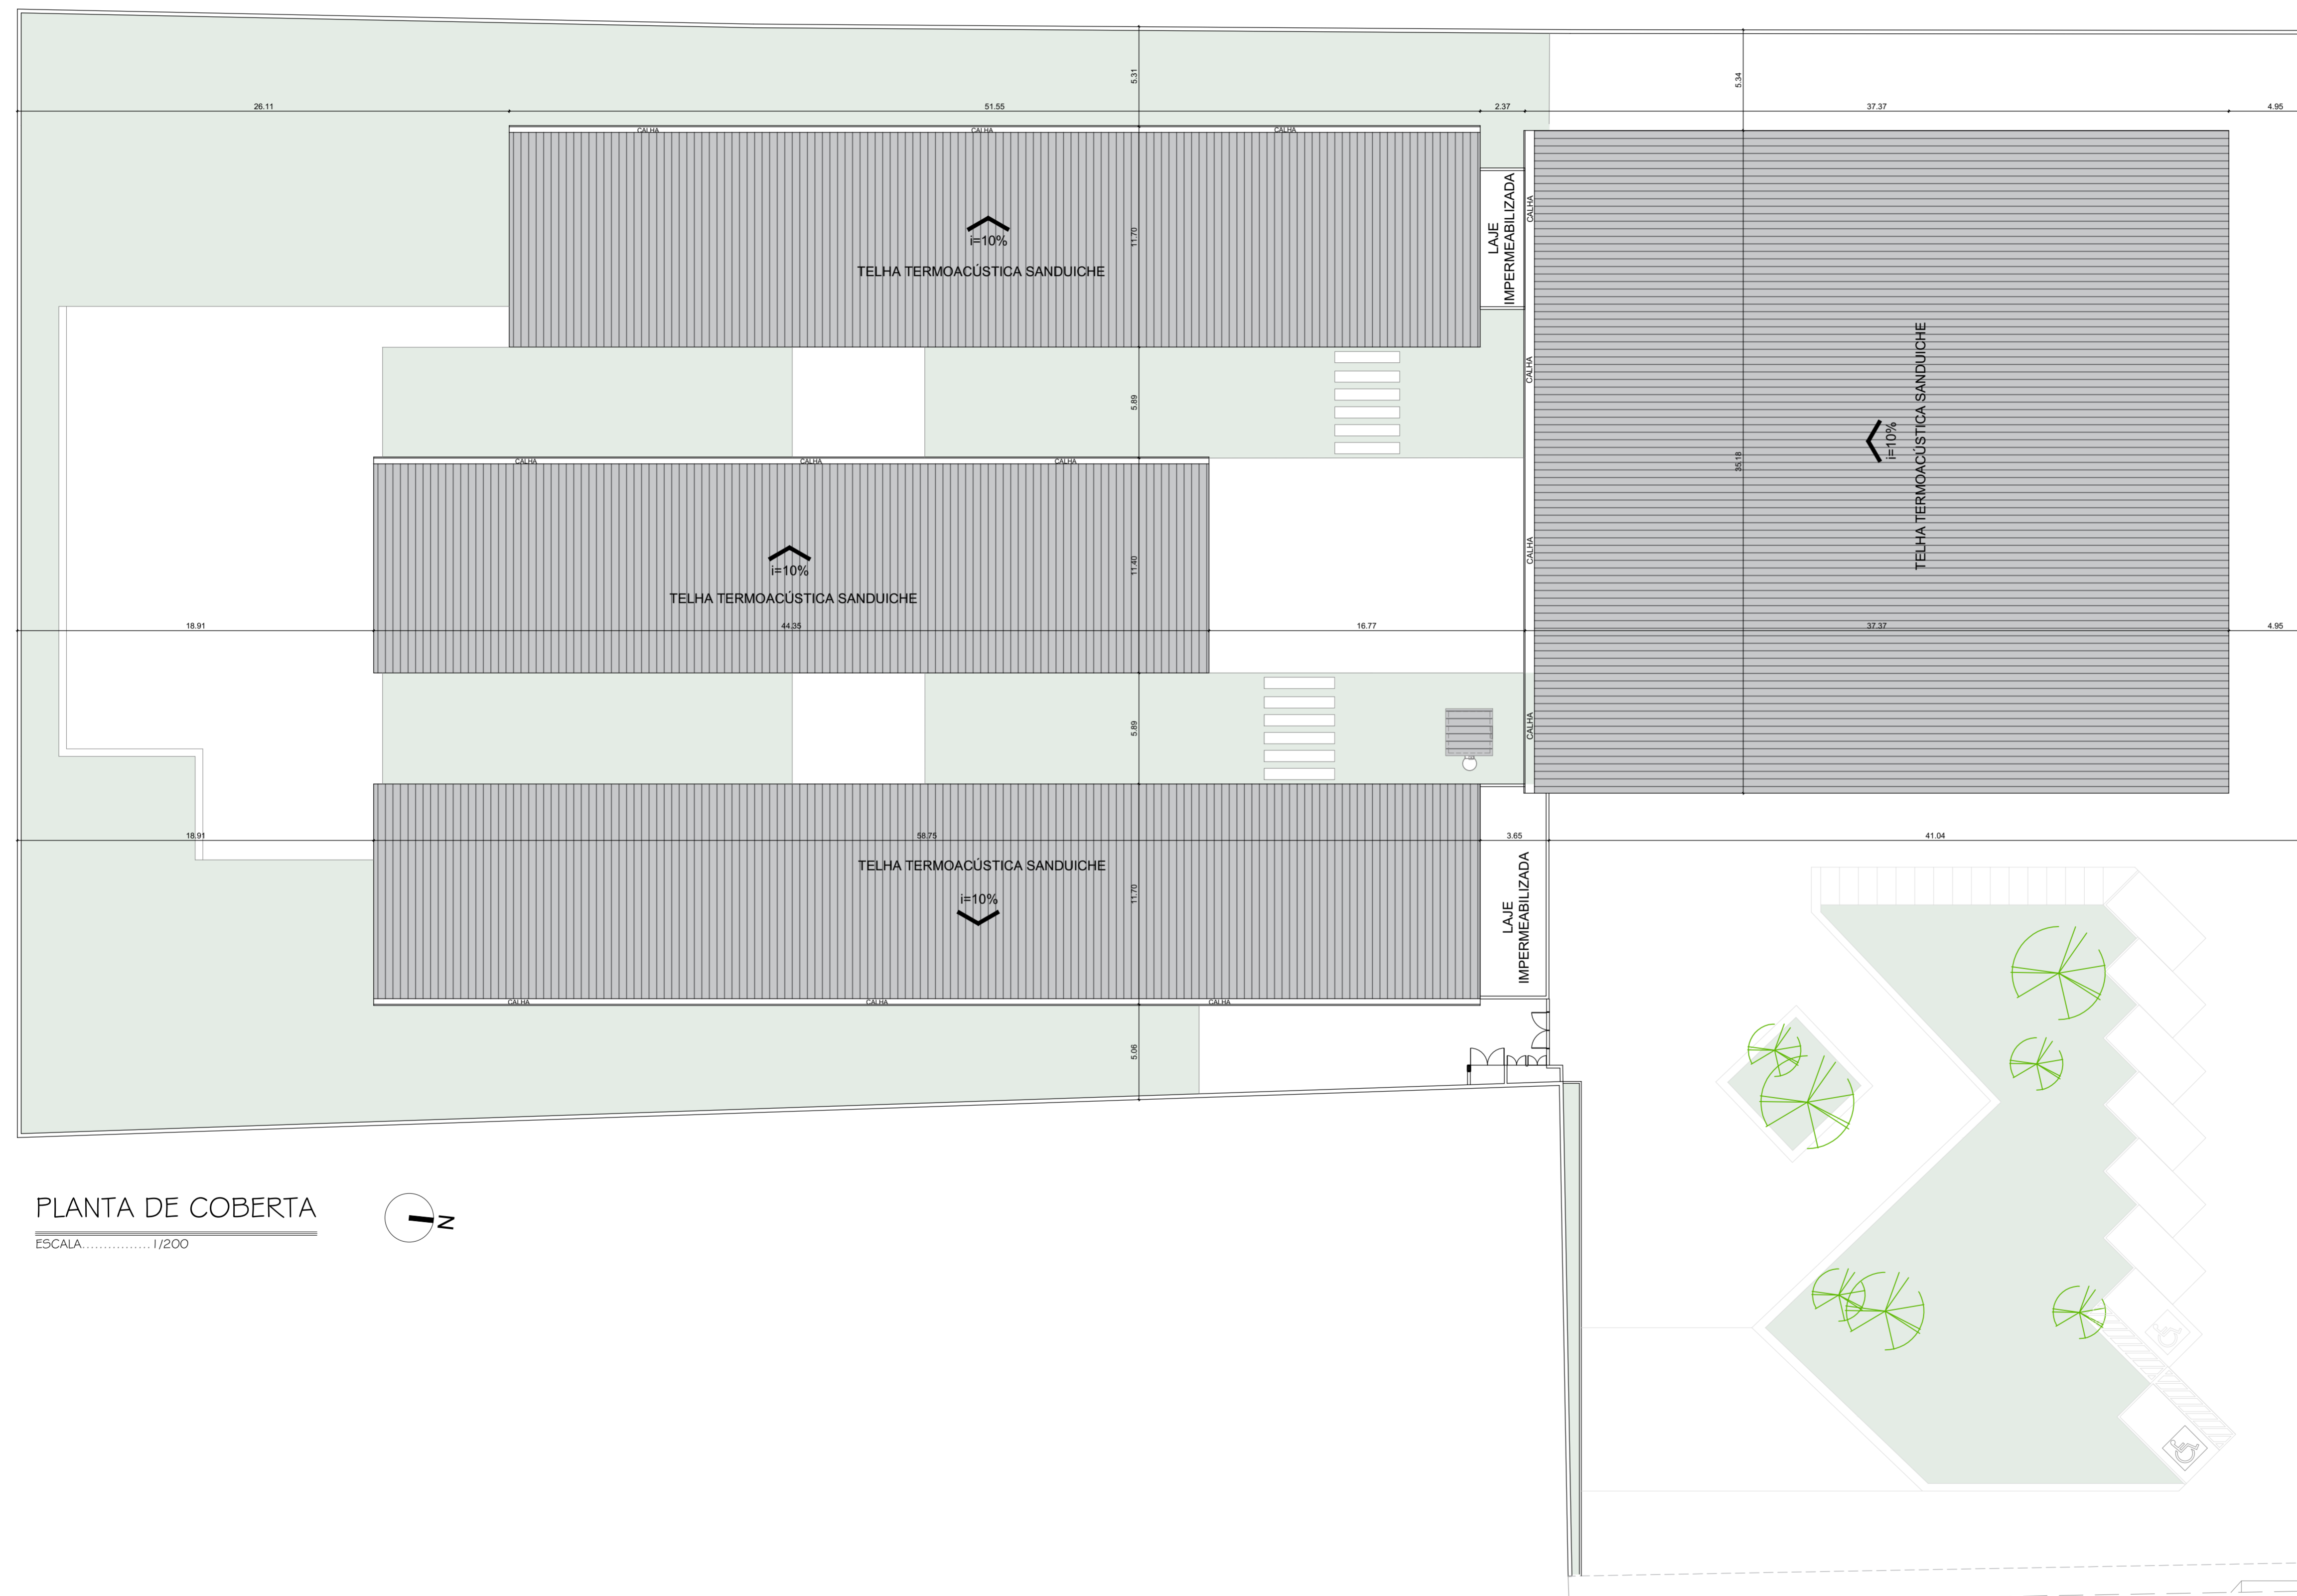 5.31
5.34
26.11
51.55
2.37
37.37
4.95
CALHA
CALHA
CALHA
LAJE
IMPERMEABILIZADA
CALHA
i=10%
11.70
TELHA TERMOACÚSTICA SANDUICHE
CALHA
5.89
TELHA TERMOACÚSTICA SANDUICHE
i=10%
35.18
CALHA
CALHA
CALHA
CALHA
i=10%
11.40
TELHA TERMOACÚSTICA SANDUICHE
18.91
44.35
16.77
37.37
4.95
5.89
CALHA
18.91
58.75
3.65
41.04
TELHA TERMOACÚSTICA SANDUICHE
i=10%
11.70
LAJE
IMPERMEABILIZADA
CALHA
CALHA
CALHA
5.06
PLANTA DE COBERTA
N
ESCALA................1/200